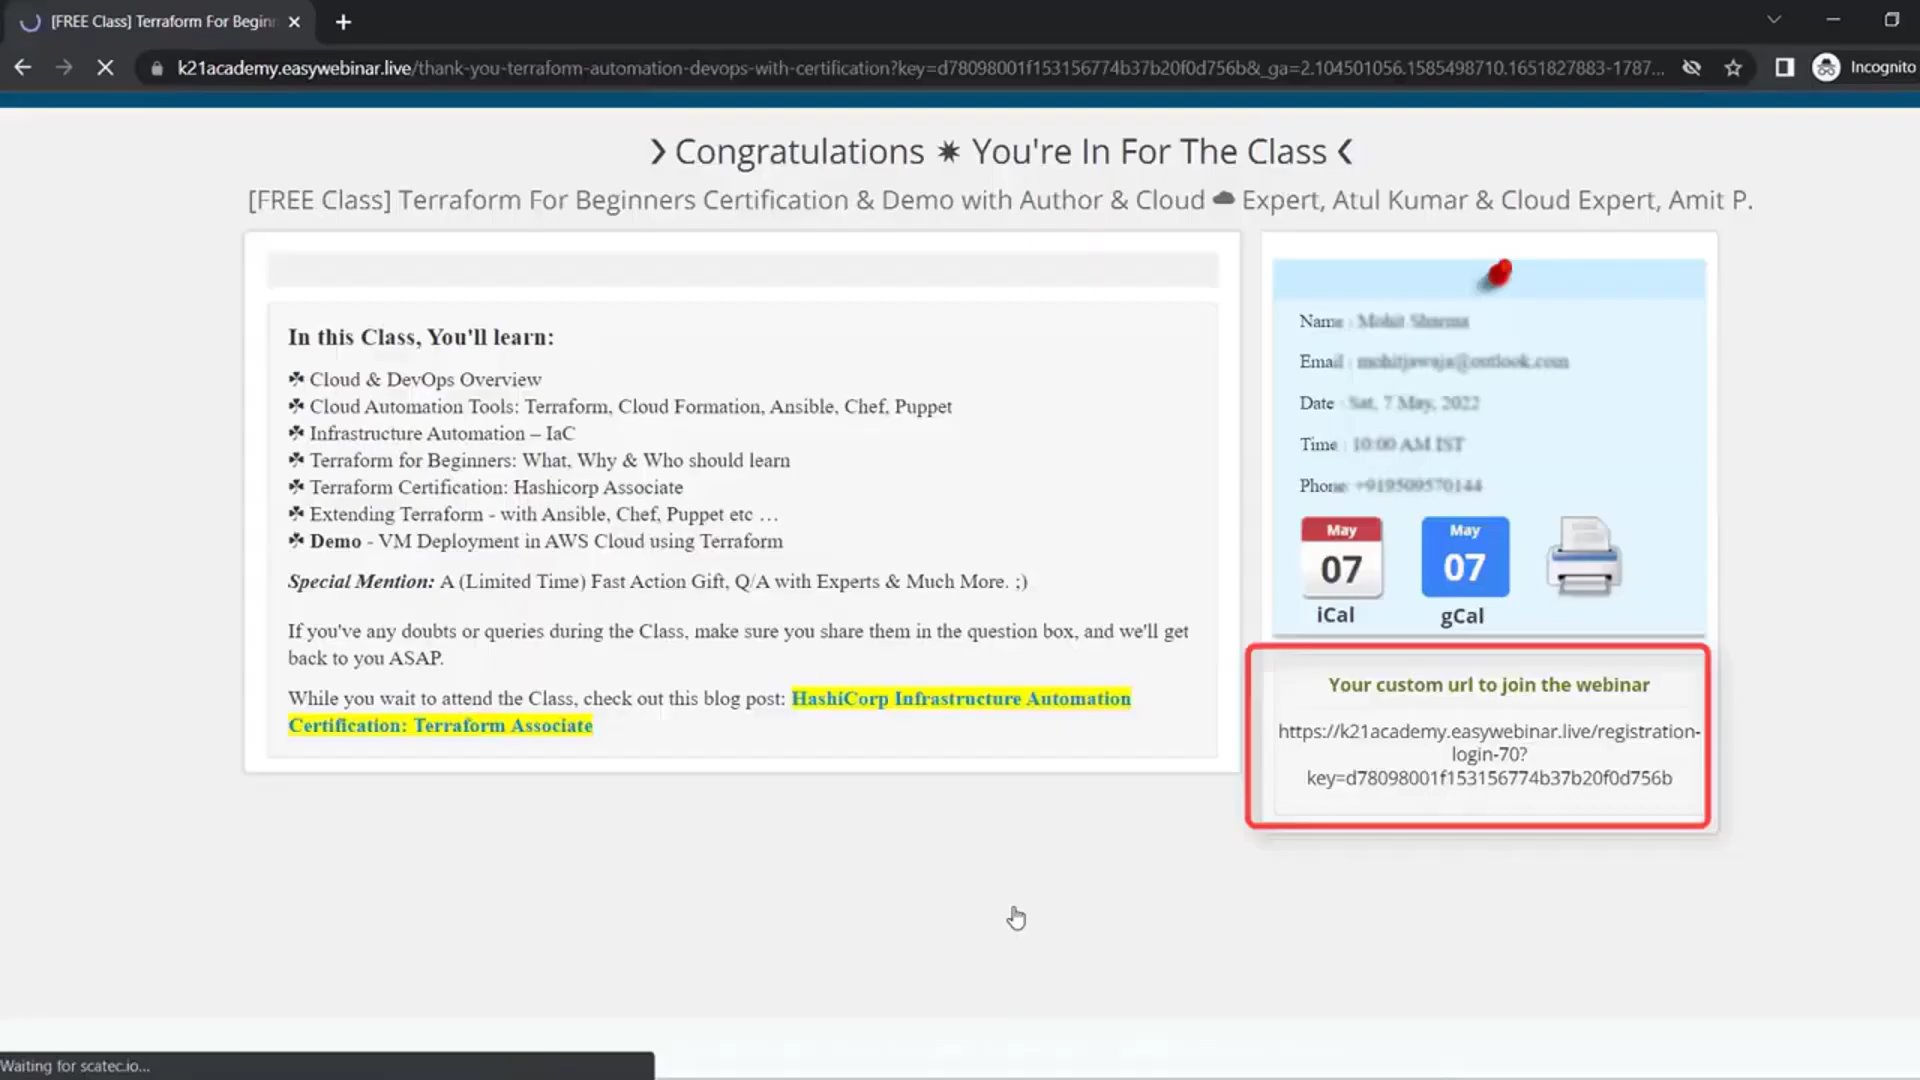 [FREE Class] Terraform For Beginn
k21academy.easywebinar.live/thank-you-terraform-automation-devops-with-certification?key=d78098001f153156774b37b20f0d756b&_ga=2.104501056.1585498710.1651827883-1787...
Incognito
Congratulations ✷ You're In For The Class
[FREE Class] Terraform For Beginners Certification & Demo with Author & Cloud ☁ Expert, Atul Kumar & Cloud Expert, Amit P.
In this Class, You'll learn:
☘ Cloud & DevOps Overview
☘ Cloud Automation Tools: Terraform, Cloud Formation, Ansible, Chef, Puppet
☘ Infrastructure Automation – IaC
☘ Terraform for Beginners: What, Why & Who should learn
☘ Terraform Certification: Hashicorp Associate
☘ Extending Terraform - with Ansible, Chef, Puppet etc …
☘ Demo - VM Deployment in AWS Cloud using Terraform
Special Mention: A (Limited Time) Fast Action Gift, Q/A with Experts & Much More. ;)
If you've any doubts or queries during the Class, make sure you share them in the question box, and we'll get
back to you ASAP.
While you wait to attend the Class, check out this blog post: HashiCorp Infrastructure Automation
Certification: Terraform Associate
Name :
Email :
Date
Time
Phone
May
07
iCal
May
07
gCal
Your custom url to join the webinar
https://k21academy.easywebinar.live/registration-
login-70?
key=d78098001f153156774b37b20f0d756b
Waiting for scatec.io...